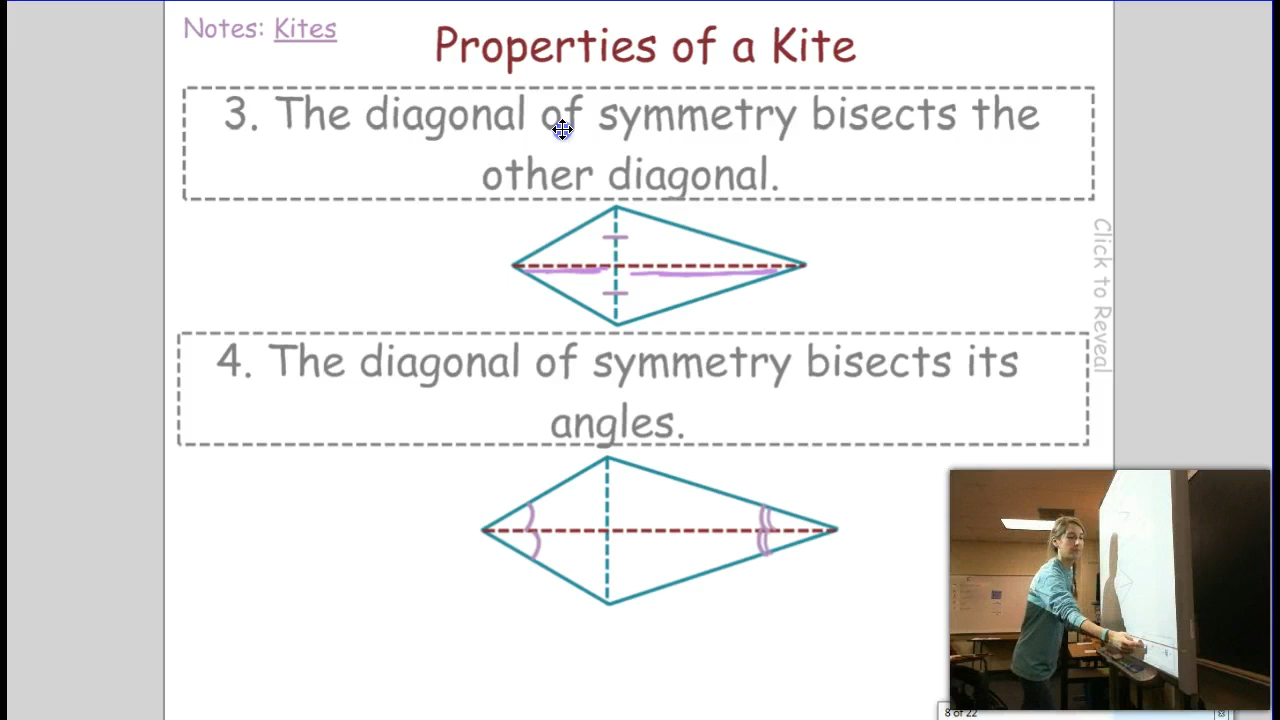 Notes: Kites
Properties of a Kite
3. The diagonal of symmetry bisects the
other diagonal.
Click to Reveal
4. The diagonal of symmetry bisects its
angles.
8 of 22